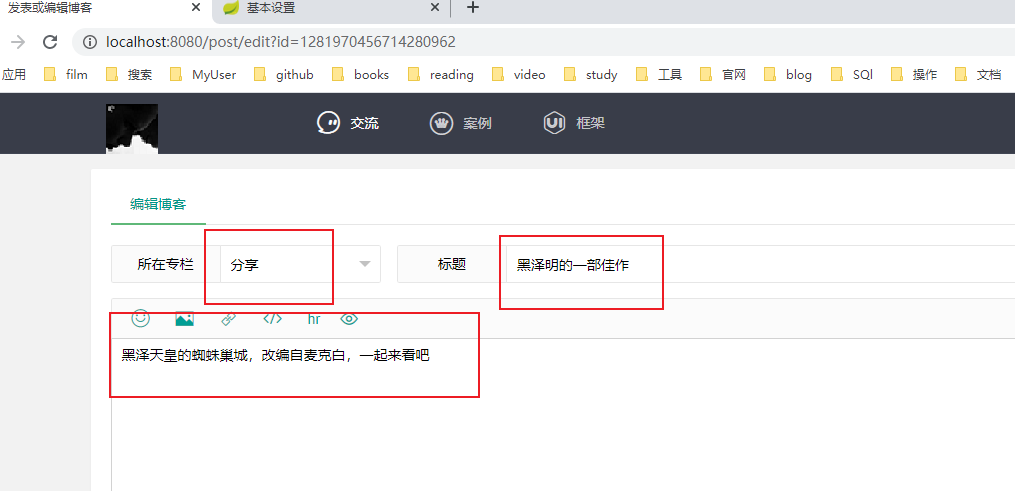 发表或编辑博客
基本设置
localhost:8080/post/edit?id=1281970456714280962
应用 film 搜索 MyUser github books reading video study 工具 官网 blog SQl 操作 文档
交流 案例 UI 框架
编辑博客
所在专栏 分享 标题 黑泽明的一部佳作
hr
黑泽天皇的蜘蛛巢城，改编自麦克白，一起来看吧